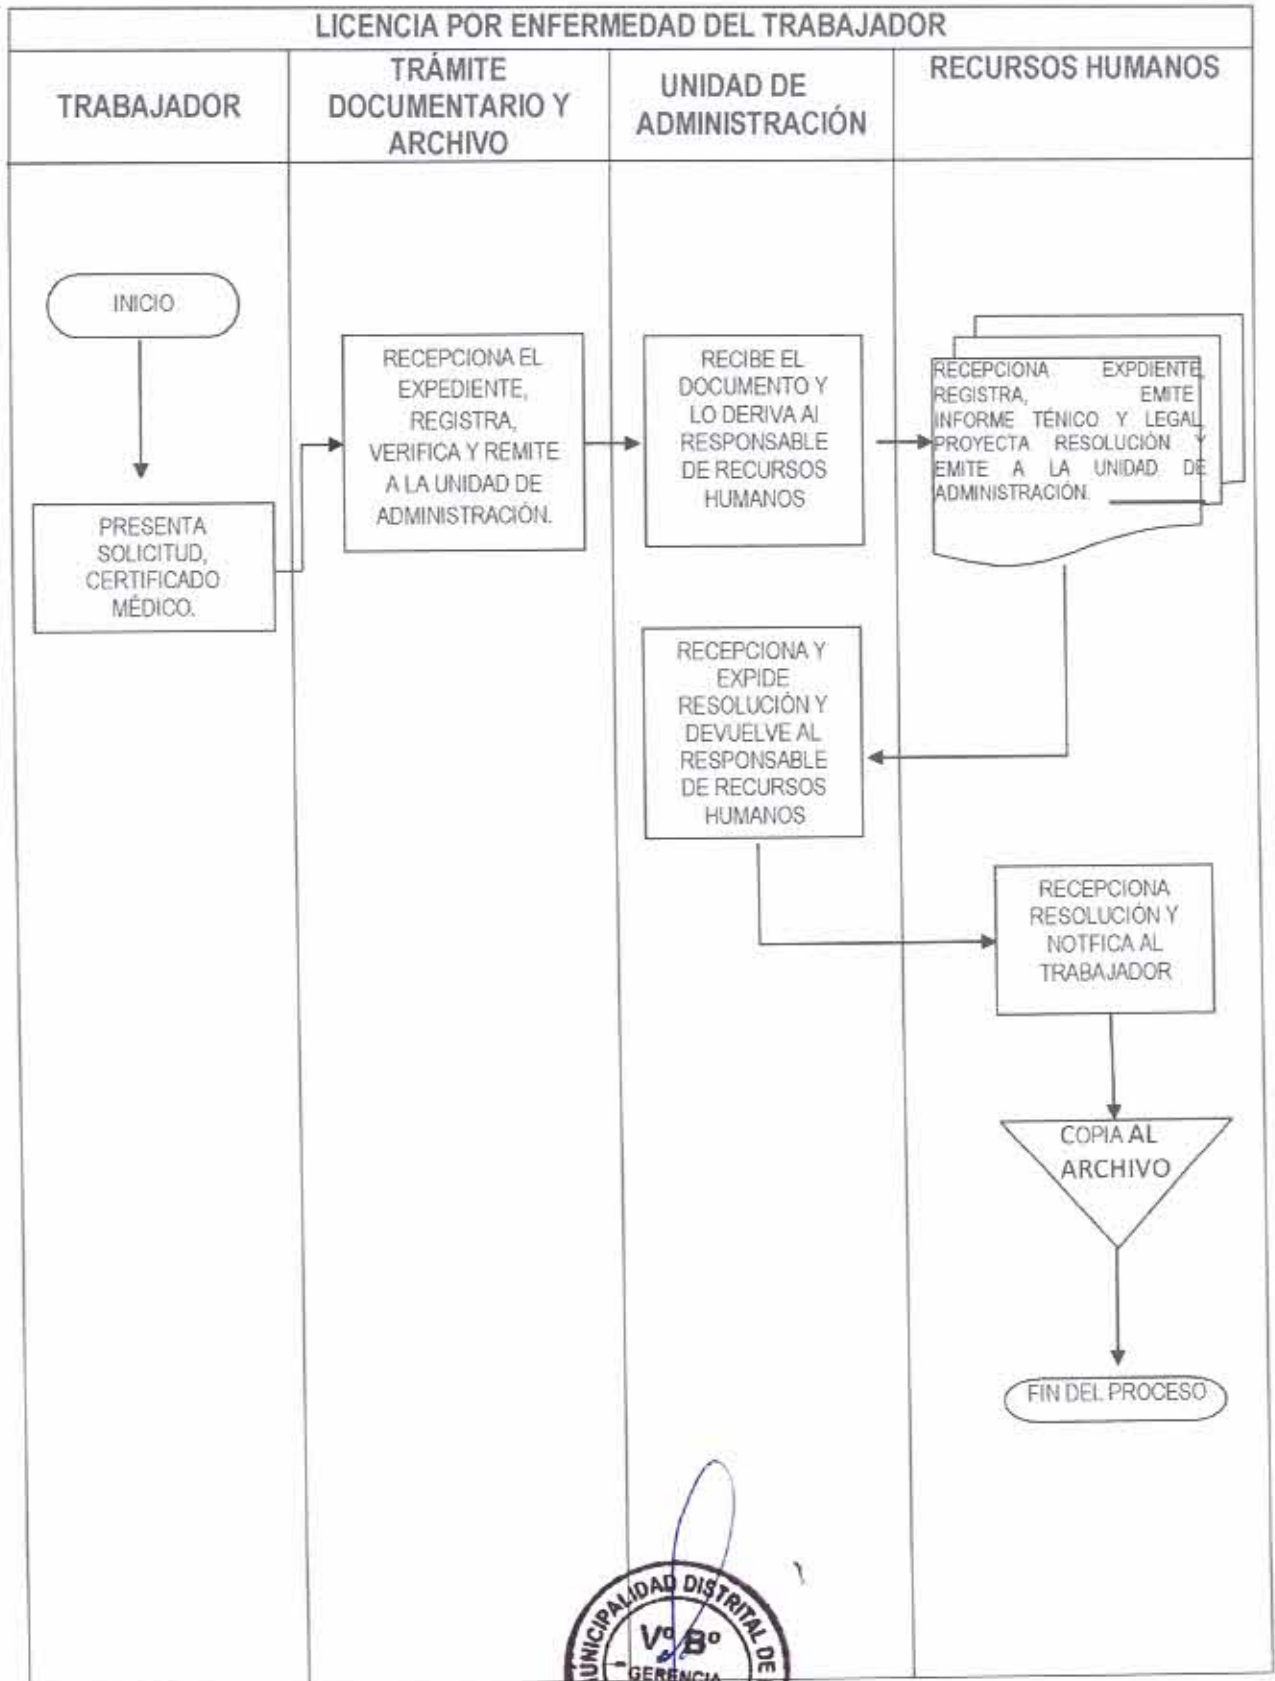 LICENCIA POR ENFERMEDAD DEL TRABAJADOR
TRABAJADOR
TRÁMITE
DOCUMENTARIO Y
ARCHIVO
UNIDAD DE
ADMINISTRACIÓN
RECURSOS HUMANOS
INICIO
PRESENTA
SOLICITUD,
CERTIFICADO
MÉDICO.
RECEPCIONA EL
EXPEDIENTE,
REGISTRA,
VERIFICA Y REMITE
A LA UNIDAD DE
ADMINISTRACIÓN.
RECIBE EL
DOCUMENTO Y
LO DERIVA Al
RESPONSABLE
DE RECURSOS
HUMANOS
RECEPCIONA EXPDIENTE,
REGISTRA, EMITE
INFORME TÉNICO Y LEGAL,
PROYECTA RESOLUCIÓN Y
EMITE A LA UNIDAD DE
ADMINISTRACIÓN.
RECEPCIONA Y
EXPIDE
RESOLUCIÓN Y
DEVUELVE AL
RESPONSABLE
DE RECURSOS
HUMANOS
RECEPCIONA
RESOLUCIÓN Y
NOTFICA AL
TRABAJADOR
COPIA AL
ARCHIVO
FIN DEL PROCESO
MUNICIPALIDAD DISTRITAL DE
Vº Bº
GERENCIA